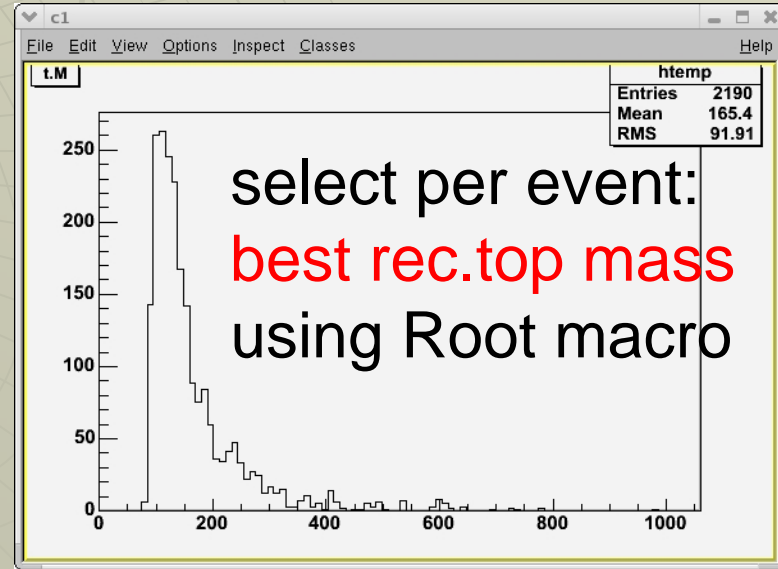 c1
File Edit View Options Inspect Classes Help
t.M
htemp
Entries 2190
Mean 165.4
RMS 91.91
250
200
150
100
50
0
0 200 400 600 800 1000
select per event:
best rec.top mass
using Root macro